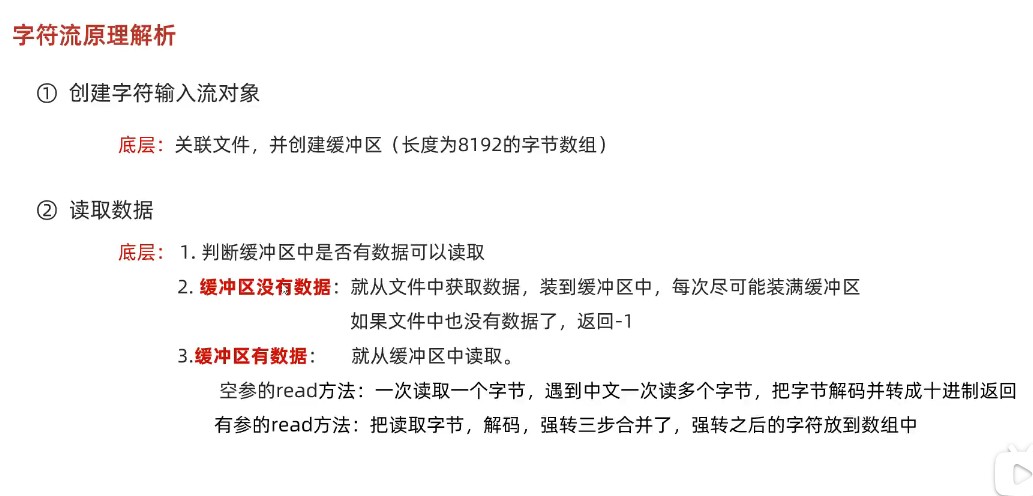 字符流原理解析
① 创建字符输入流对象
底层：关联文件，并创建缓冲区（长度为8192的字节数组）
② 读取数据
底层： 1. 判断缓冲区中是否有数据可以读取
2. 缓冲区没有数据：就从文件中获取数据，装到缓冲区中，每次尽可能装满缓冲区
如果文件中也没有数据了，返回-1
3.缓冲区有数据： 就从缓冲区中读取。
空参的read方法：一次读取一个字节，遇到中文一次读多个字节，把字节解码并转成十进制返回
有参的read方法：把读取字节，解码，强转三步合并了，强转之后的字符放到数组中